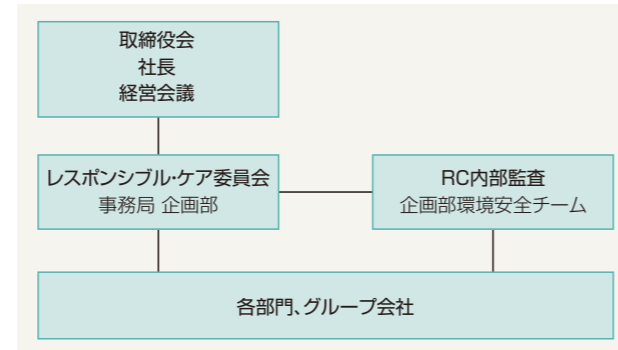 取締役会
社長
経営会議
レスポンシブル・ケア委員会
事務局 企画部
RC内部監査
企画部環境安全チーム
各部門、グループ会社